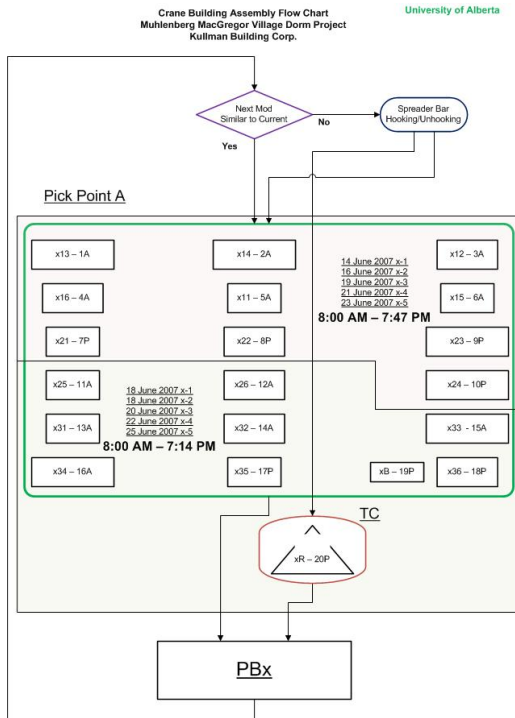 Crane Building Assembly Flow Chart
Muhlenberg MacGregor Village Dorm Project
Kullman Building Corp.
University of Alberta
Next Mod
Similar to Current
No
Yes
Spreader Bar
Hooking/Unhooking
Pick Point A
x13 – 1A
x14 – 2A
x12 – 3A
x16 – 4A
x11 – 5A
x15 – 6A
14 June 2007 x-1
16 June 2007 x-2
19 June 2007 x-3
21 June 2007 x-4
23 June 2007 x-5
8:00 AM – 7:47 PM
x21 – 7P
x22 – 8P
x23 – 9P
x25 – 11A
x26 – 12A
x24 – 10P
18 June 2007 x-1
18 June 2007 x-2
20 June 2007 x-3
22 June 2007 x-4
25 June 2007 x-5
8:00 AM – 7:14 PM
x31 – 13A
x32 – 14A
x33 - 15A
x34 – 16A
x35 – 17P
xB – 19P
x36 – 18P
TC
xR – 20P
PBx